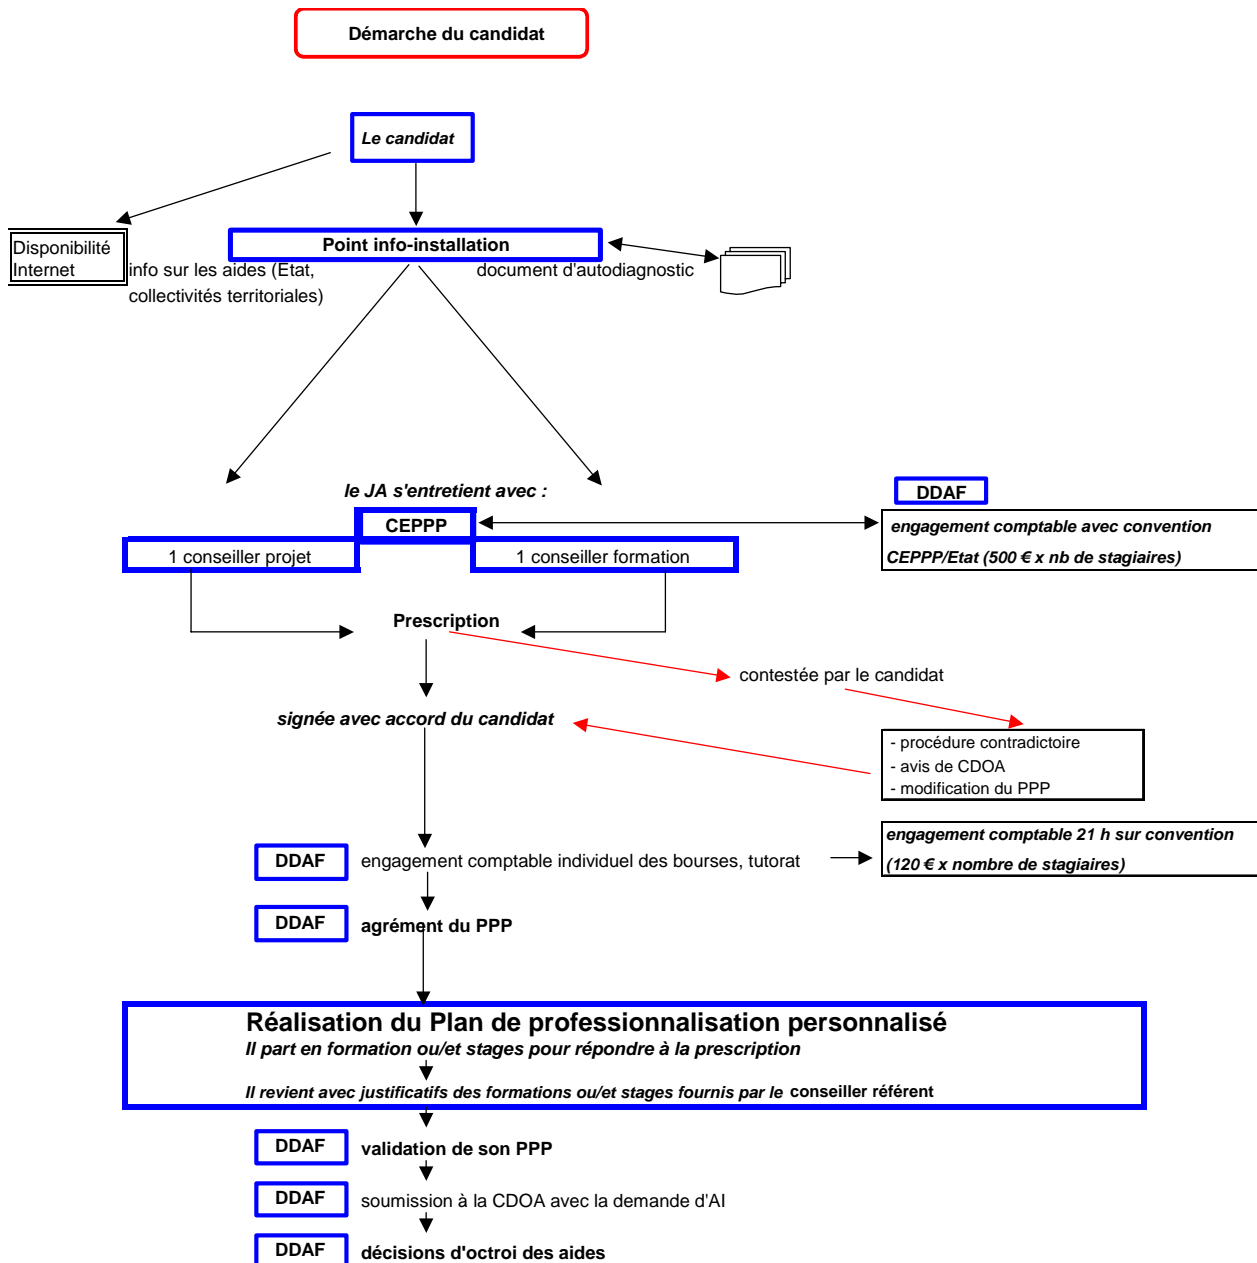 Démarche du candidat
Le candidat
Disponibilité
Internet
Point info-installation
info sur les aides (Etat,
collectivités territoriales)
document d'autodiagnostic
le JA s'entretient avec :
CEPPP
1 conseiller projet
1 conseiller formation
DDAF
engagement comptable avec convention
CEPPP/Etat (500 € x nb de stagiaires)
Prescription
contestée par le candidat
signée avec accord du candidat
- procédure contradictoire
- avis de CDOA
- modification du PPP
DDAF engagement comptable individuel des bourses, tutorat
engagement comptable 21 h sur convention
(120 € x nombre de stagiaires)
DDAF agrément du PPP
Réalisation du Plan de professionnalisation personnalisé
Il part en formation ou/et stages pour répondre à la prescription
Il revient avec justificatifs des formations ou/et stages fournis par le conseiller référent
DDAF validation de son PPP
DDAF soumission à la CDOA avec la demande d'AI
DDAF décisions d'octroi des aides